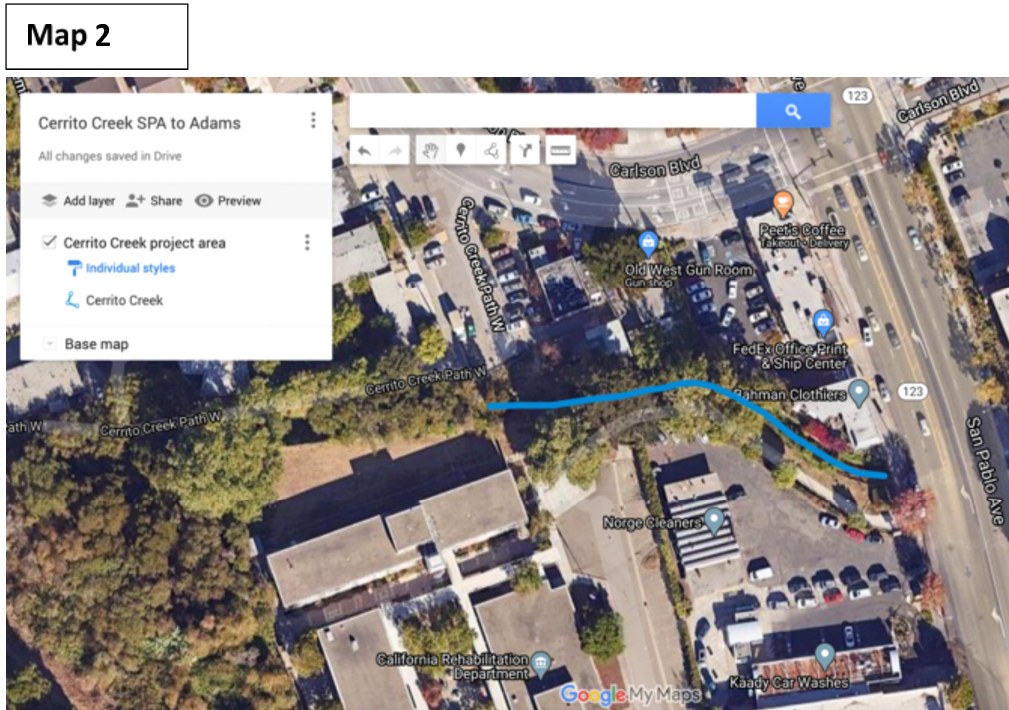 Map 2
123
Carlson Blvd
Cerrito Creek SPA to Adams
All changes saved in Drive
Add layer
Share
Preview
Cerrito Creek project area
Individual styles
Cerrito Creek
Base map
Carlson Blvd
Cerrito Creek Path W
Peet's Coffee
Takeout • Delivery
Old West Gun Room
Gun shop
FedEx Office Print
& Ship Center
Cerrito Creek Path W
Rahman Clothiers
123
ath W
Cerrito Creek Path W
San Pablo Ave
Norge Cleaners
California Rehabilitation
Department
Kaady Car Washes
Google My Maps